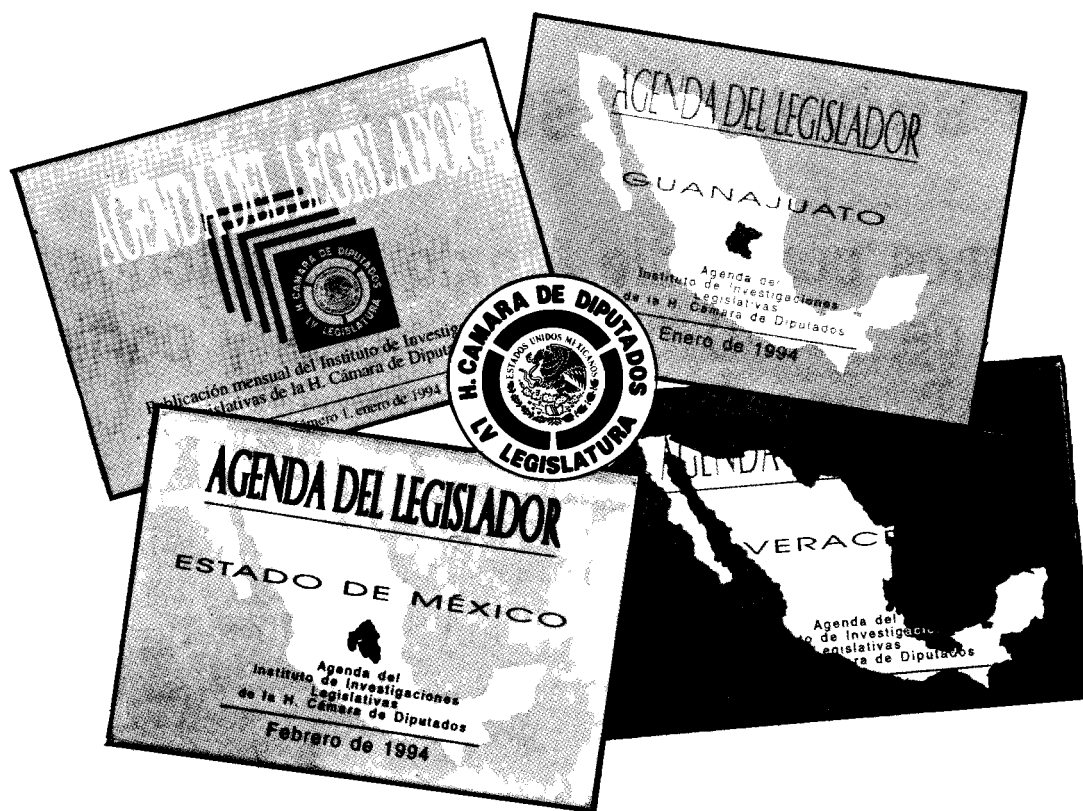 AGENDA DEL LEGISLADOR
H. CAMARA DE DIPUTADOS
LV LEGISLATURA
Publicación mensual del Instituto de Investig
islativas de la H. Cámara de Diput
número 1, enero de 1994
AGENDA DEL LEGISLADOR
GUANAJUATO
Agenda del
Instituto de Investigaciones
Legislativas
de la H. Cámara de Diputados
Enero de 1994
H. CAMARA DE DIPUTADOS
ESTADOS UNIDOS MEXICANOS
LV LEGISLATURA
AGENDA DEL LEGISLADOR
ESTADO DE MÉXICO
Agenda del
Instituto de Investigaciones
Legislativas
de la H. Cámara de Diputados
Febrero de 1994
AGENDA
VERAC
Agenda del
to de Investigacio
egislativas
ra de Diputados